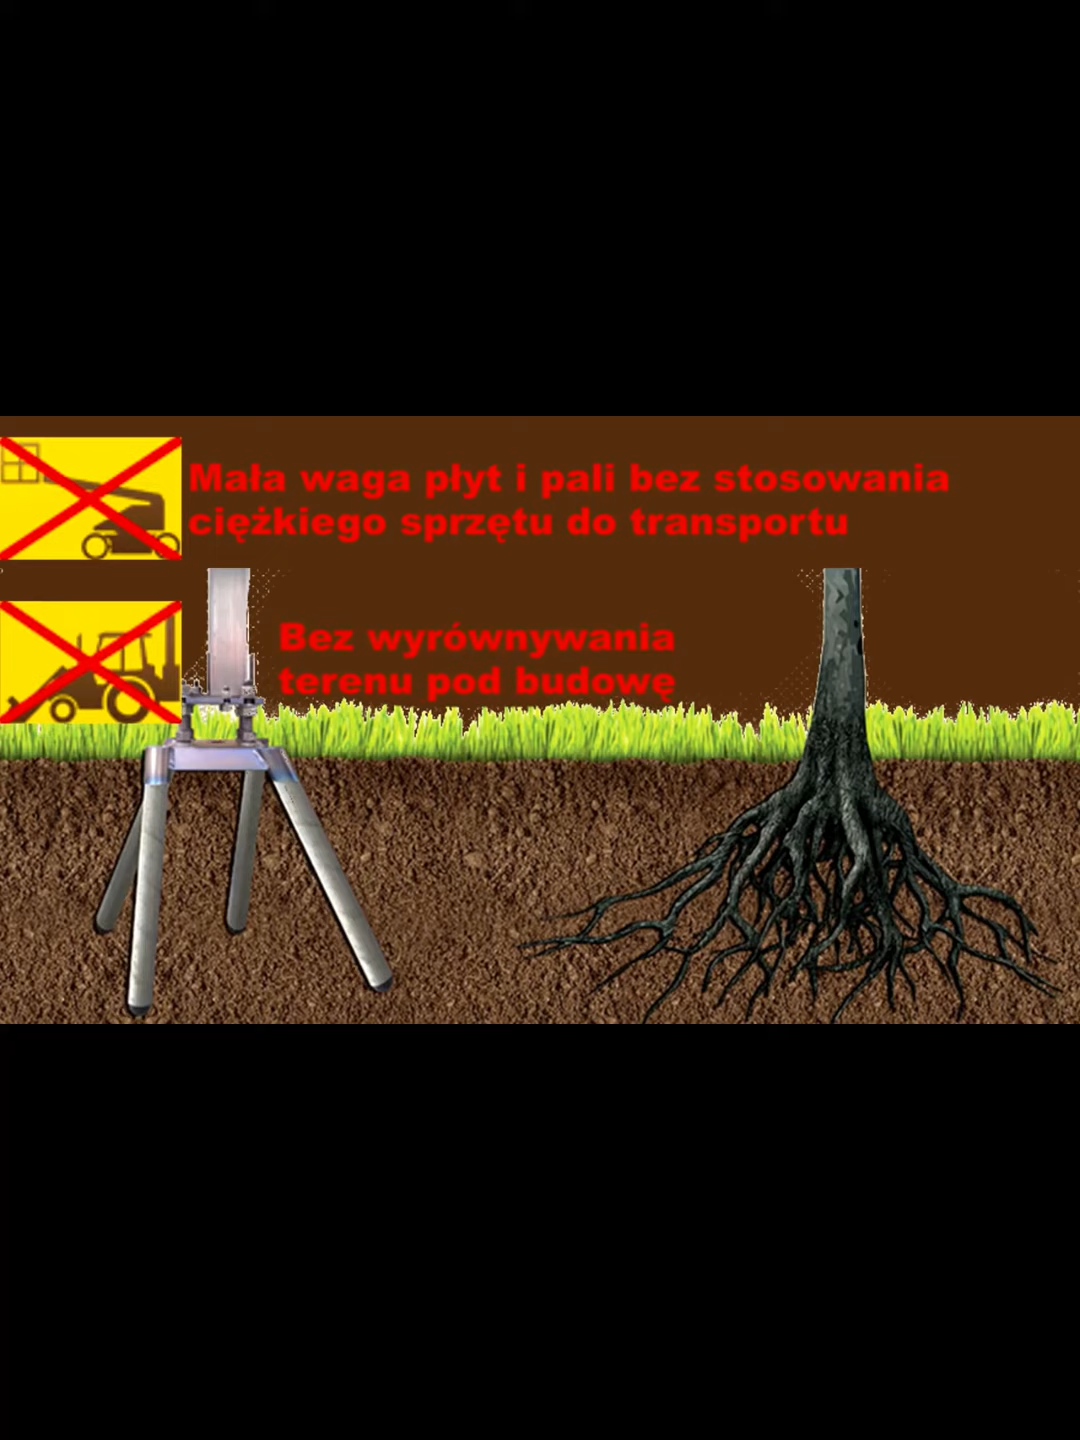 Mała waga płyt i pali bez stosowania
ciężkiego sprzętu do transportu
Bez wyrównywania
terenu pod budowę